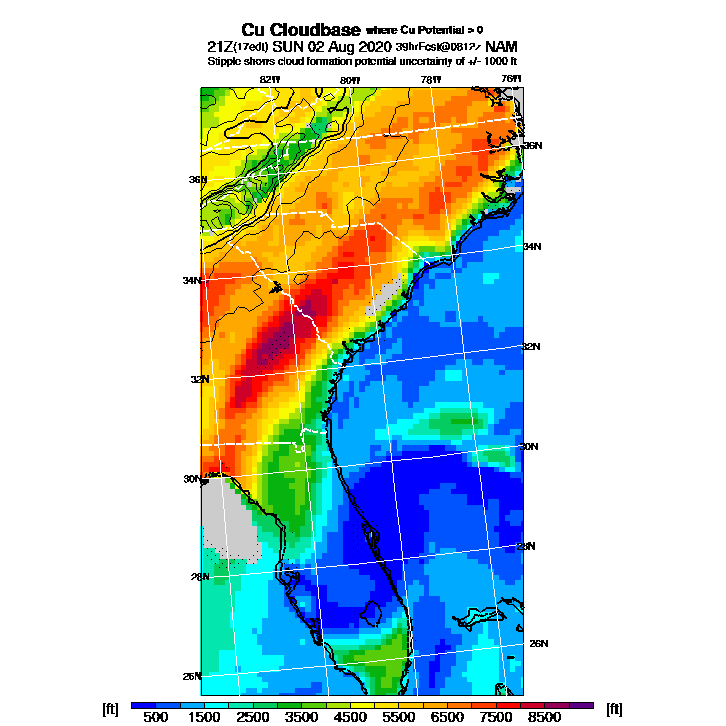 Cu Cloudbase where Cu Potential > 0
21Z(17edt) SUN 02 Aug 2020 39hrFcst@0812z NAM
Stipple shows cloud formation potential uncertainty of +/- 1000 ft
82W 80W 78W 76W
36N
36N
34N
34N
32N
32N
30N
30N
28N
28N
26N
26N
[ft] 500 1500 2500 3500 4500 5500 6500 7500 8500 [ft]